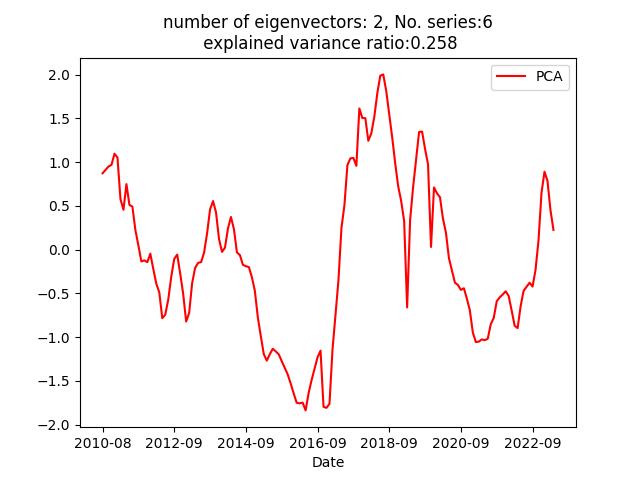 number of eigenvectors: 2, No. series:6
explained variance ratio:0.258
PCA
2.0
1.5
1.0
0.5
0.0
−0.5
−1.0
−1.5
−2.0
2010-08 2012-09 2014-09 2016-09 2018-09 2020-09 2022-09
Date